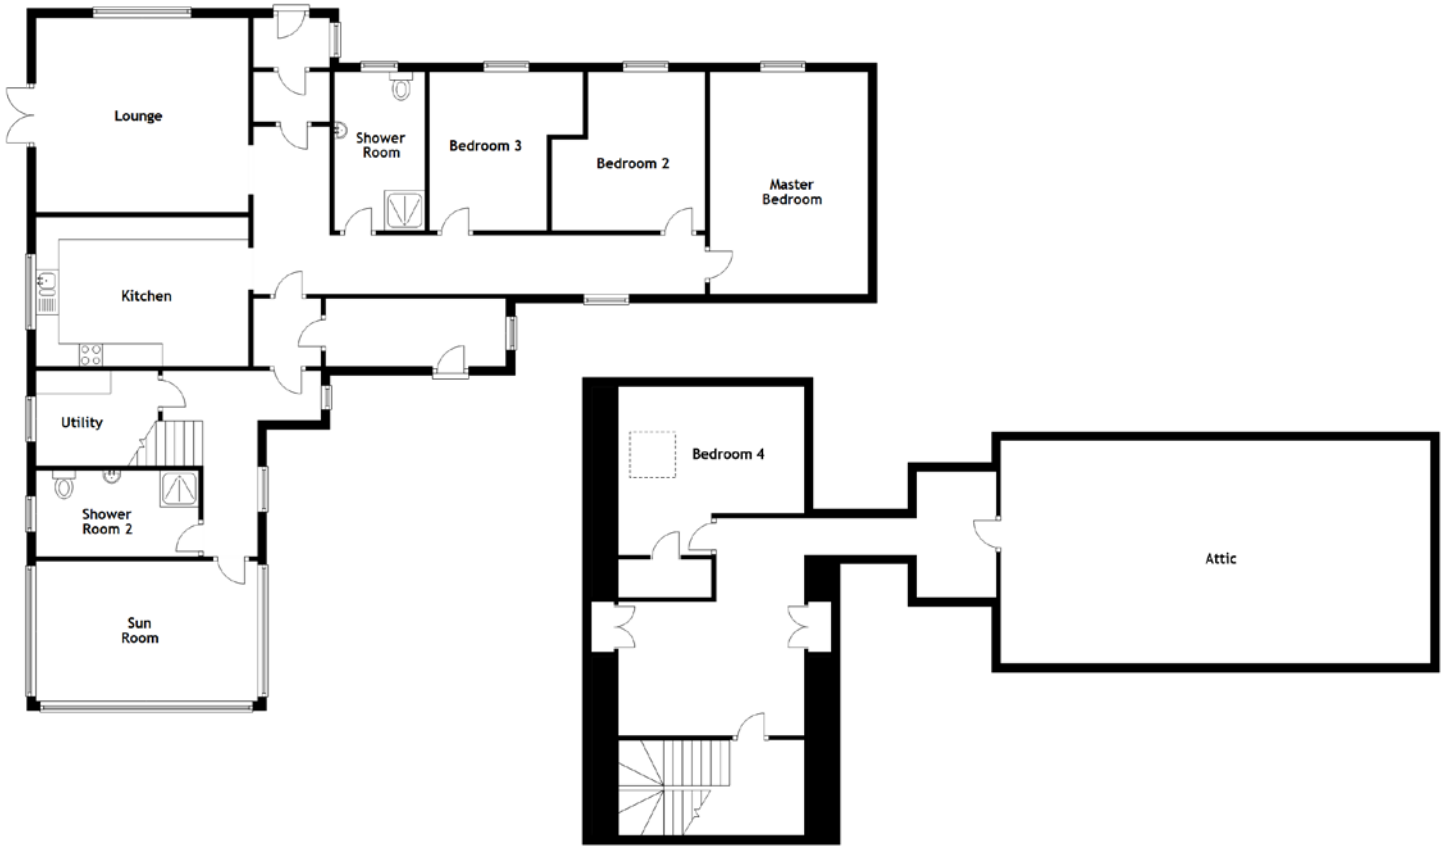 Lounge
Shower
Room
Bedroom 3
Bedroom 2
Master
Bedroom
Kitchen
Utility
Shower
Room 2
Sun
Room
Bedroom 4
Attic